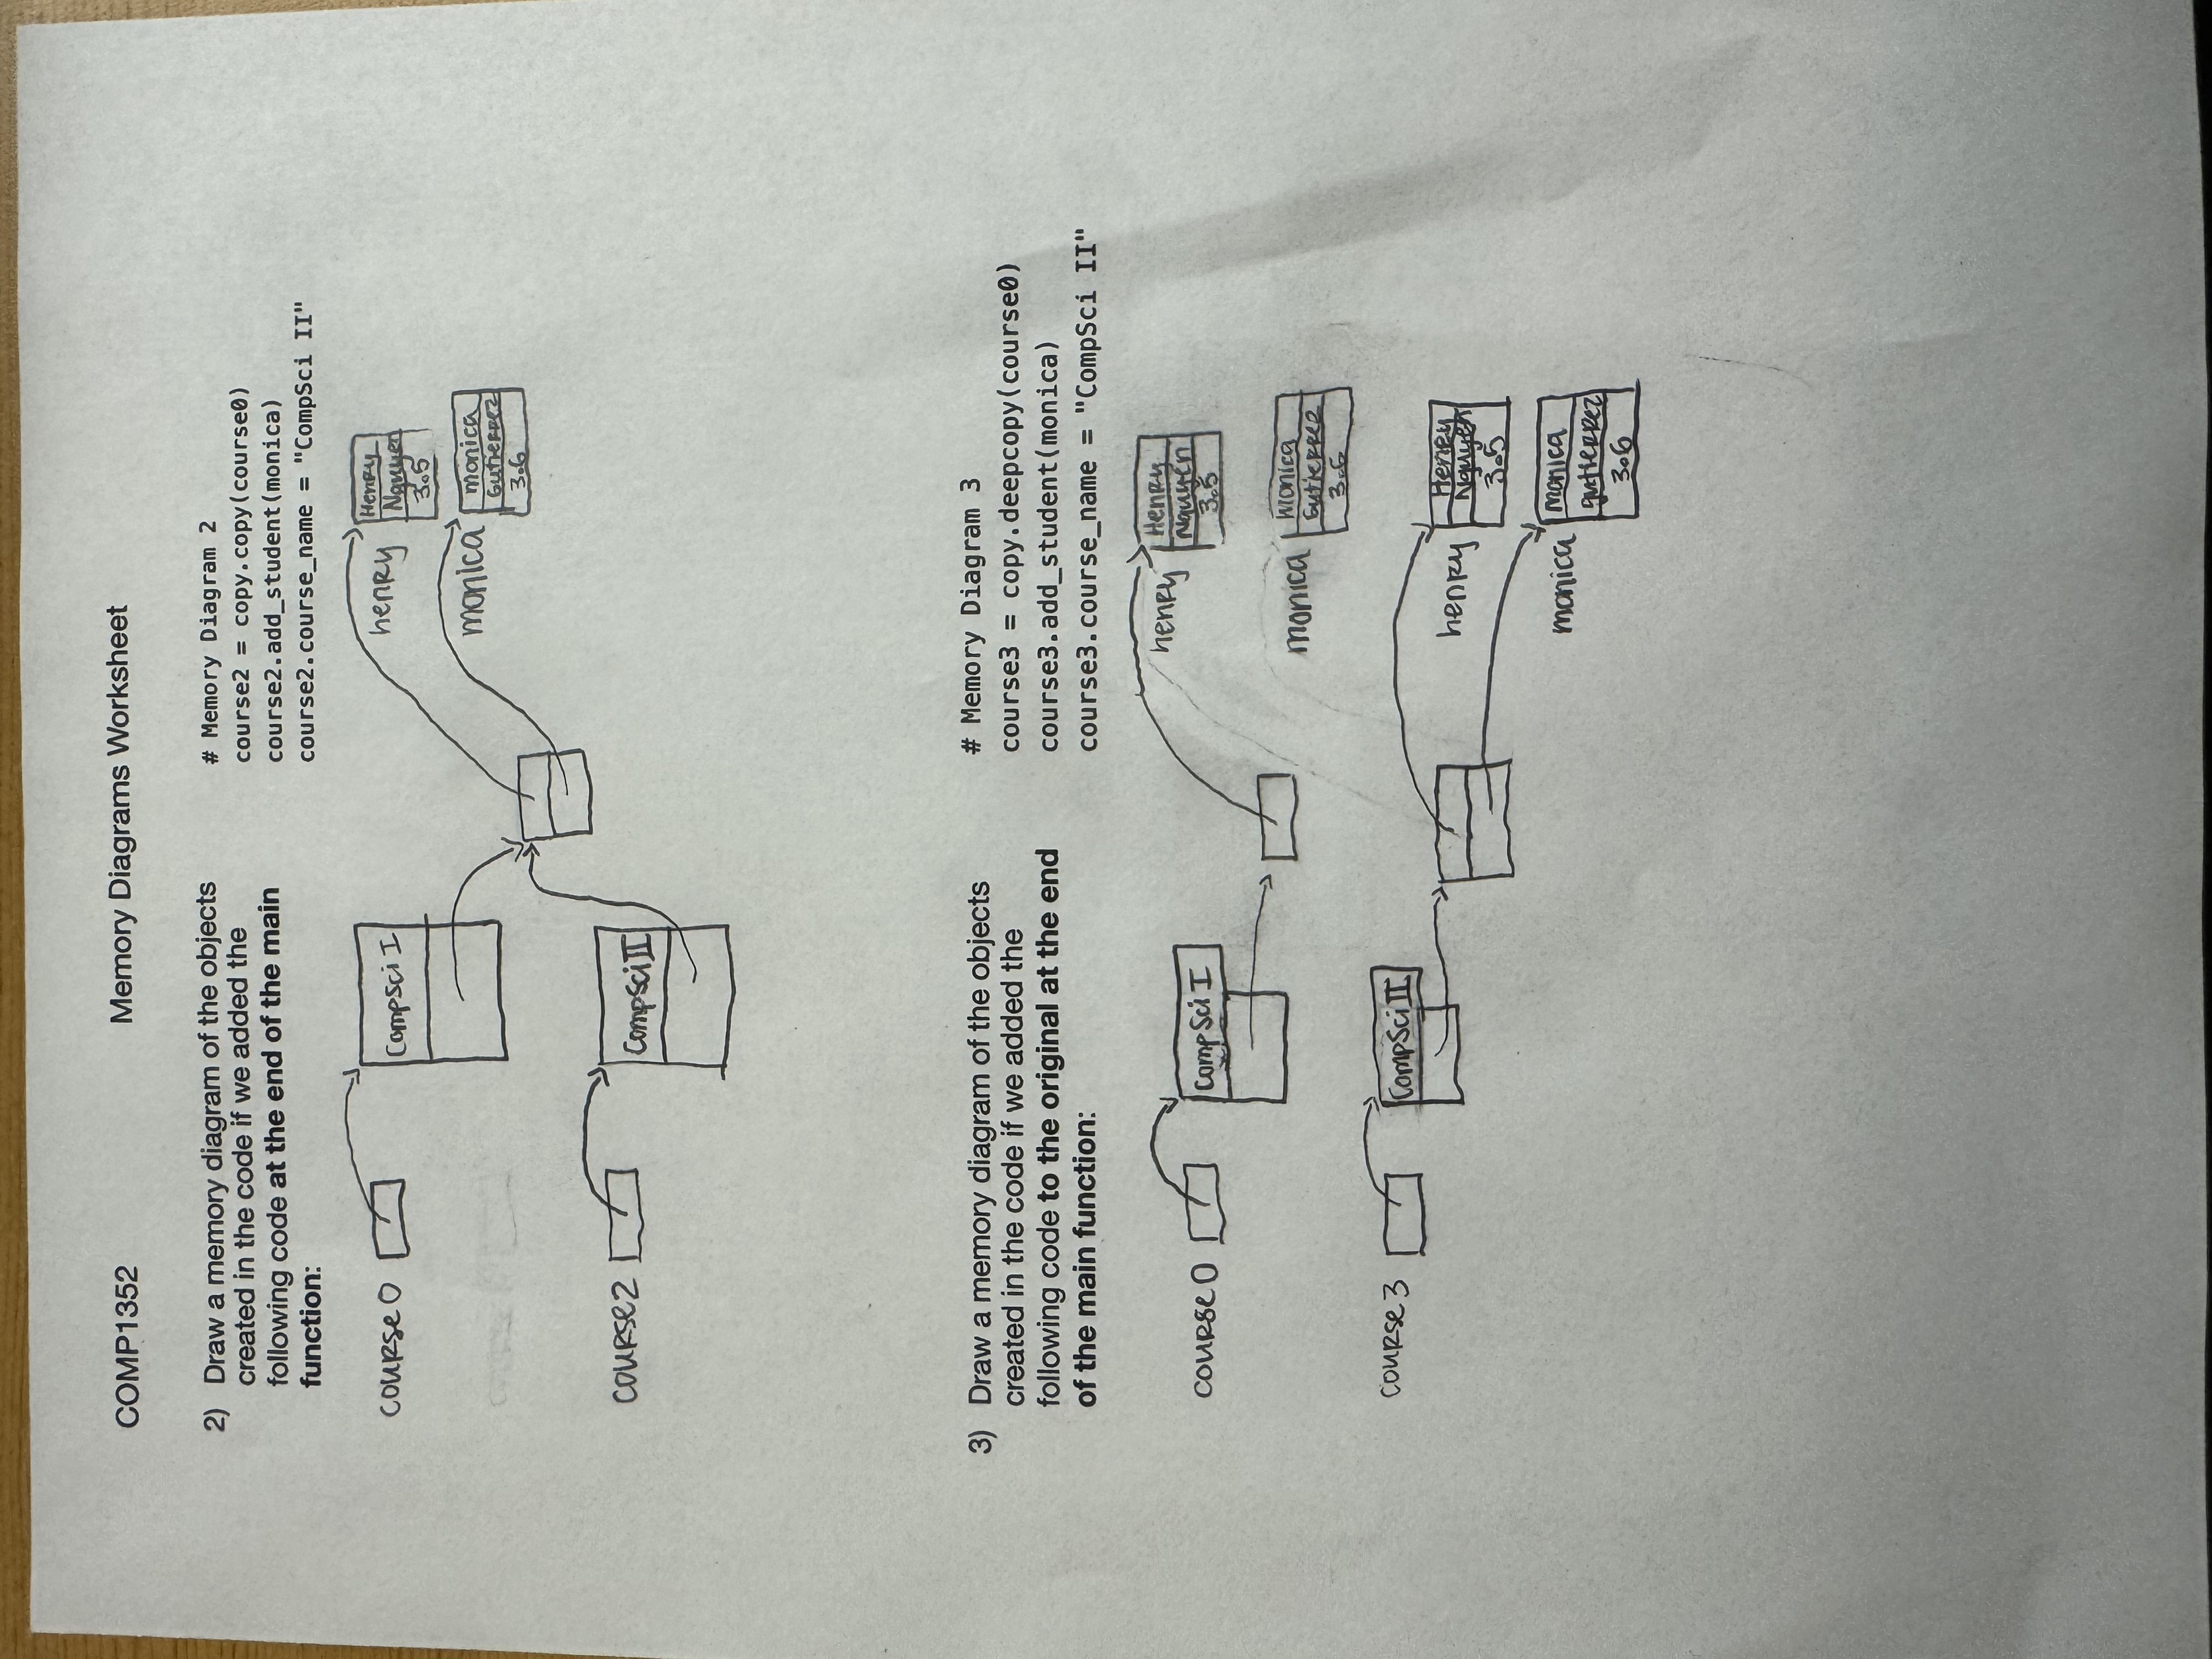 COMP1352 Memory Diagrams Worksheet
2) Draw a memory diagram of the objects
created in the code if we added the
following code at the end of the main
function:
# Memory Diagram 2
course2 = copy.copy(course0)
course2.add_student(monica)
course2.course_name = "CompSci II"
course0
CompSci I
henry
Henry
Nguyen
3.5
monica
monica
Gutierrez
3.6
course2
CompSci II
3) Draw a memory diagram of the objects
created in the code if we added the
following code to the original at the end
of the main function:
# Memory Diagram 3
course3 = copy.deepcopy(course0)
course3.add_student(monica)
course3.course_name = "CompSci II"
course0
CompSci I
henry
Henry
Nguyen
3.5
monica
Monica
Gutierrez
3.6
course3
CompSci II
henry
Henry
Nguyen
3.5
monica
monica
gutierrez
3.6